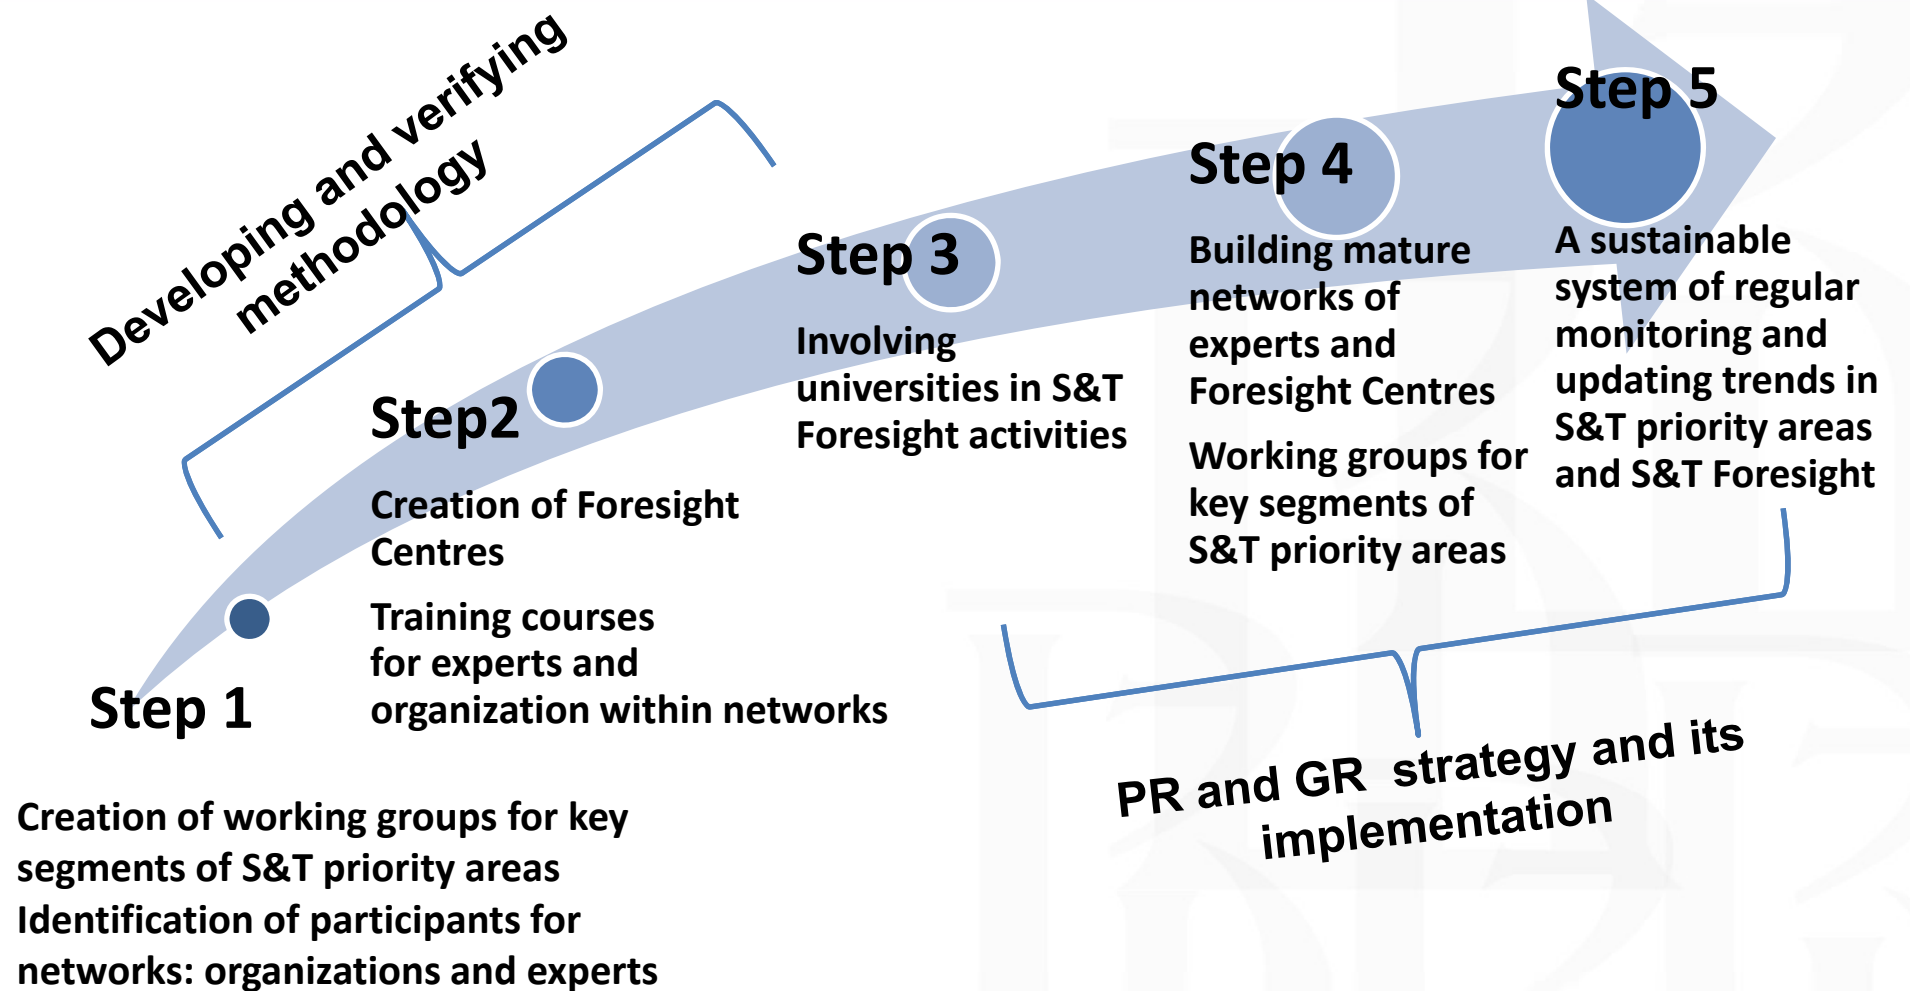 Developing and verifying
methodology
Step 1
Creation of working groups for key
segments of S&T priority areas
Identification of participants for
networks: organizations and experts
Step2
Creation of Foresight
Centres
Training courses
for experts and
organization within networks
Step 3
Involving
universities in S&T
Foresight activities
Step 4
Building mature
networks of
experts and
Foresight Centres
Working groups for
key segments of
S&T priority areas
Step 5
A sustainable
system of regular
monitoring and
updating trends in
S&T priority areas
and S&T Foresight
PR and GR strategy and its
implementation